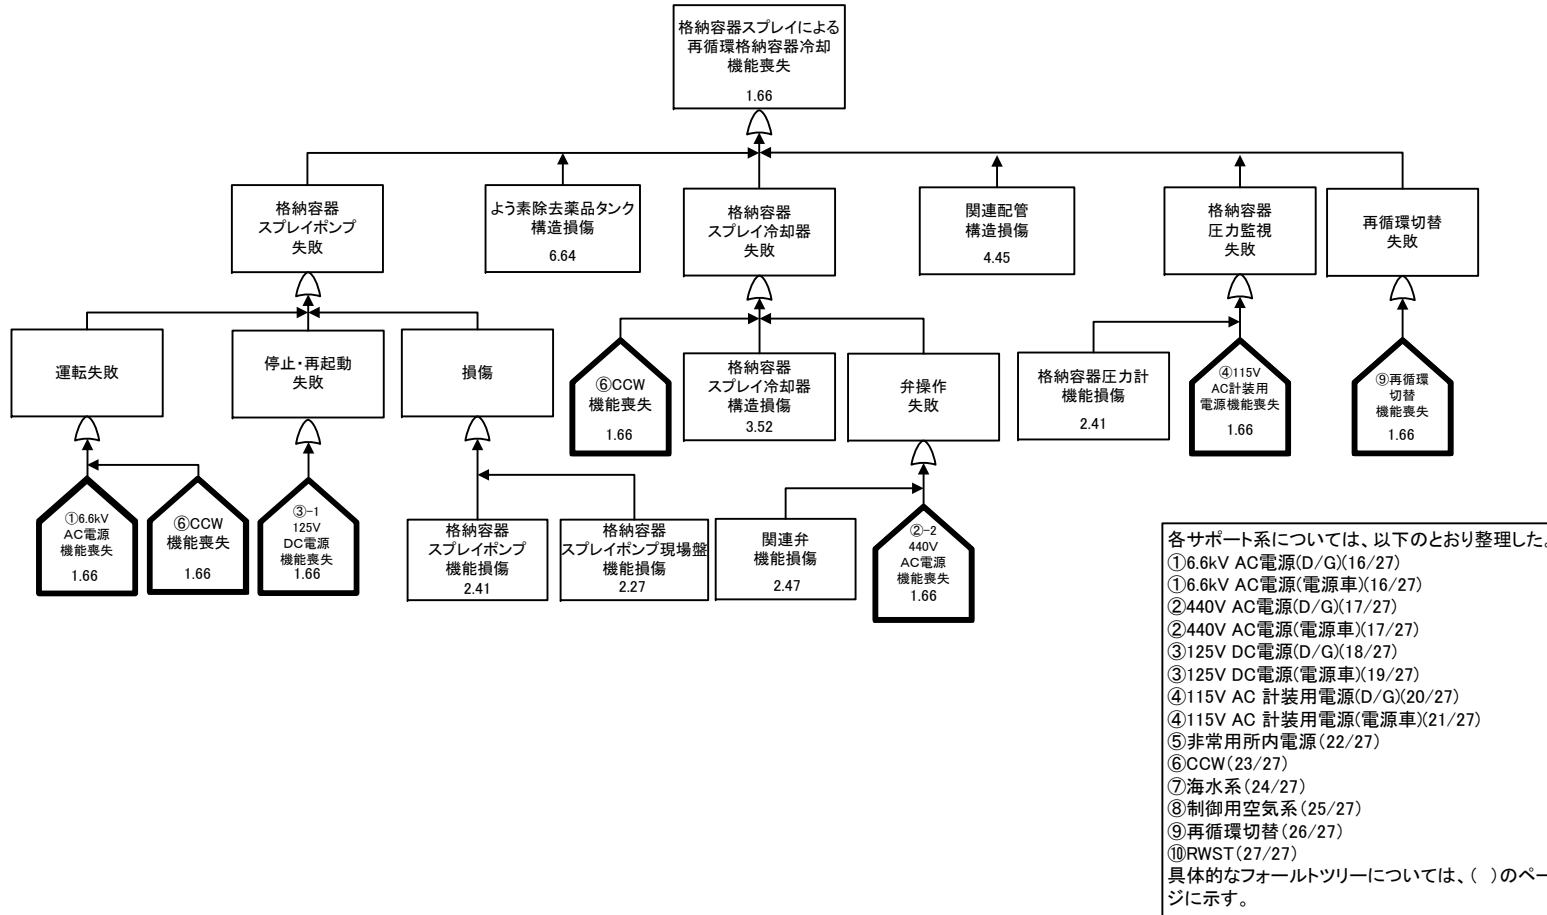 格納容器スプレイによる
再循環格納容器冷却
機能喪失
1.66
格納容器
スプレイポンプ
失敗
よう素除去薬品タンク
構造損傷
6.64
格納容器
スプレイ冷却器
失敗
関連配管
構造損傷
4.45
格納容器
圧力監視
失敗
再循環切替
失敗
運転失敗
停止・再起動
失敗
損傷
⑥CCW
機能喪失
1.66
格納容器
スプレイ冷却器
構造損傷
3.52
弁操作
失敗
格納容器圧力計
機能損傷
2.41
④115V
AC計装用
電源機能喪失
1.66
⑨再循環
切替
機能喪失
1.66
①6.6kV
AC電源
機能喪失
1.66
⑥CCW
機能喪失
1.66
③-1
125V
DC電源
機能喪失
1.66
格納容器
スプレイポンプ
機能損傷
2.41
格納容器
スプレイポンプ現場盤
機能損傷
2.27
関連弁
機能損傷
2.47
②-2
440V
AC電源
機能喪失
1.66
各サポート系については、以下のとおり整理した。
①6.6kV AC電源(D/G)(16/27)
①6.6kV AC電源(電源車)(16/27)
②440V AC電源(D/G)(17/27)
②440V AC電源(電源車)(17/27)
③125V DC電源(D/G)(18/27)
③125V DC電源(電源車)(19/27)
④115V AC 計装用電源(D/G)(20/27)
④115V AC 計装用電源(電源車)(21/27)
⑤非常用所内電源(22/27)
⑥CCW(23/27)
⑦海水系(24/27)
⑧制御用空気系(25/27)
⑨再循環切替(26/27)
⑩RWST(27/27)
具体的なフォールトツリーについては、( )のペー
ジに示す。